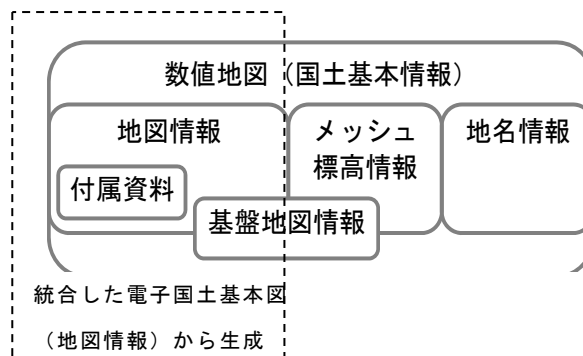 数値地図（国土基本情報）
地図情報
メッシュ
標高情報
地名情報
付属資料
基盤地図情報
統合した電子国土基本図
（地図情報）から生成